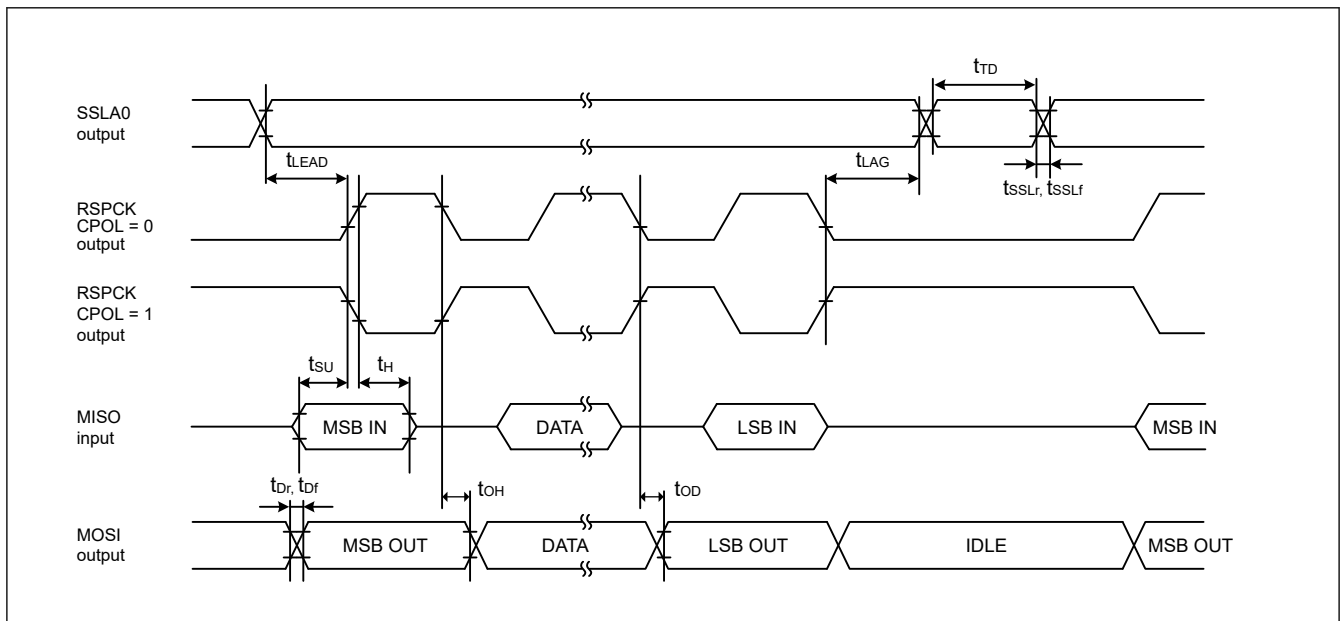 tTD
SSLA0
output
tLEAD
tLAG
tSSLr, tSSLf
RSPCK
CPOL = 0
output
RSPCK
CPOL = 1
output
tSU
tH
MISO
input
MSB IN
DATA
LSB IN
MSB IN
tDr, tDf
tOH
tOD
MOSI
output
MSB OUT
DATA
LSB OUT
IDLE
MSB OUT